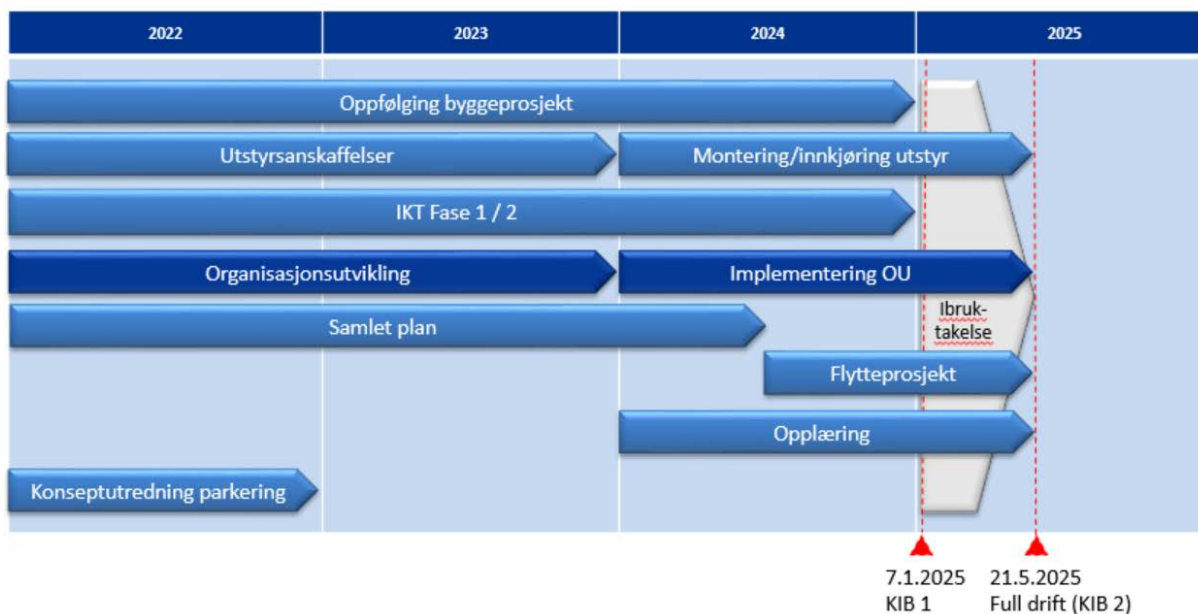 2022 2023 2024 2025
Oppfølging byggeprosjekt
Utstyrsanskaffelser Montering/innkjøring utstyr
IKT Fase 1 / 2
Organisasjonsutvikling Implementering OU
Ibruk-
takelse
Samlet plan
Flytteprosjekt
Opplæring
Konseptutredning parkering
7.1.2025 21.5.2025
KIB 1 Full drift (KIB 2)